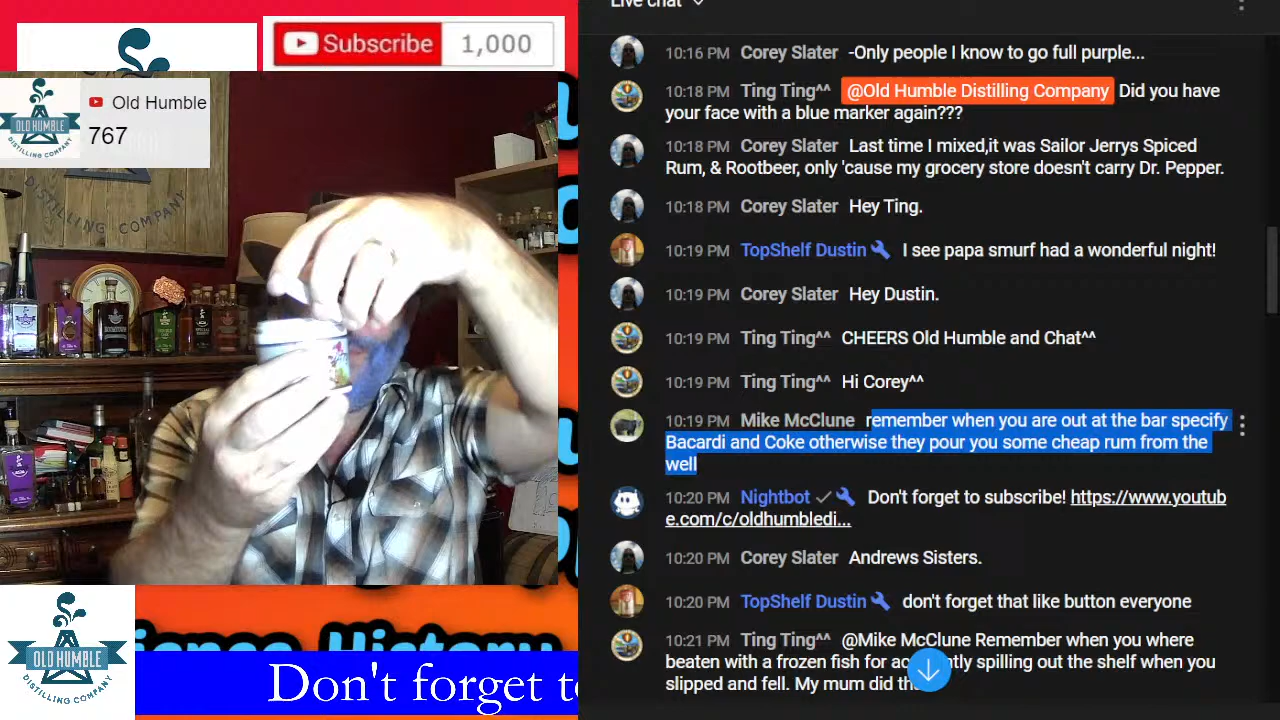 Subscribe 1,000
Old Humble
767
OLD HUMBLE
DISTILLING COMPANY
DISTILLING COMPANY
OLD HUMBLE
DISTILLING COMPANY
Don't forget to
Live chat
10:16 PM Corey Slater -Only people I know to go full purple...
10:18 PM Ting Ting^^ @Old Humble Distilling Company Did you have
your face with a blue marker again???
10:18 PM Corey Slater Last time I mixed,it was Sailor Jerrys Spiced
Rum, & Rootbeer, only 'cause my grocery store doesn't carry Dr. Pepper.
10:18 PM Corey Slater Hey Ting.
10:19 PM TopShelf Dustin I see papa smurf had a wonderful night!
10:19 PM Corey Slater Hey Dustin.
10:19 PM Ting Ting^^ CHEERS Old Humble and Chat^^
10:19 PM Ting Ting^^ Hi Corey^^
10:19 PM Mike McClune remember when you are out at the bar specify
Bacardi and Coke otherwise they pour you some cheap rum from the
well
10:20 PM Nightbot Don't forget to subscribe! https://www.youtub
e.com/c/oldhumbledi...
10:20 PM Corey Slater Andrews Sisters.
10:20 PM TopShelf Dustin don't forget that like button everyone
10:21 PM Ting Ting^^ @Mike McClune Remember when you where
beaten with a frozen fish for spilling out the shelf when you
slipped and fell. My mum did